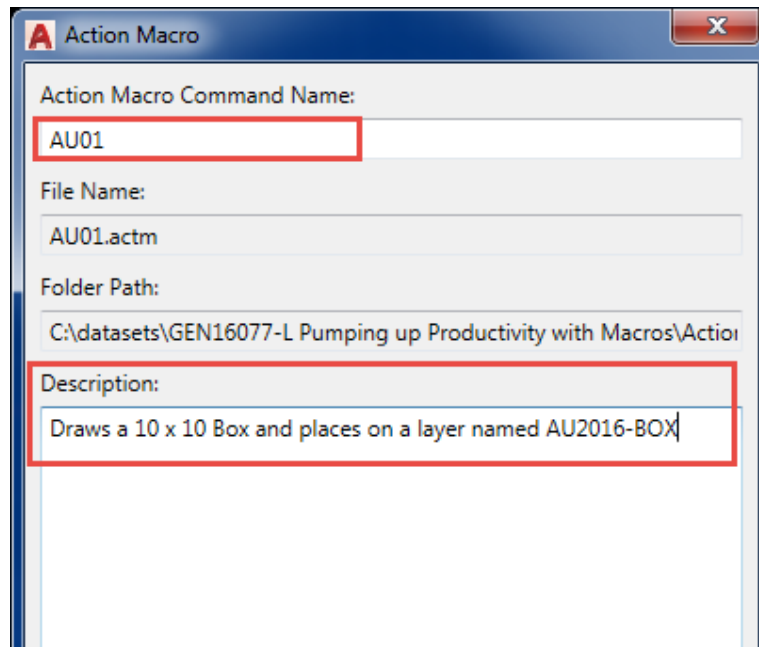 Action Macro
Action Macro Command Name:
AU01
File Name:
AU01.actm
Folder Path:
C:\datasets\GEN16077-L Pumping up Productivity with Macros\Action
Description:
Draws a 10 x 10 Box and places on a layer named AU2016-BOX